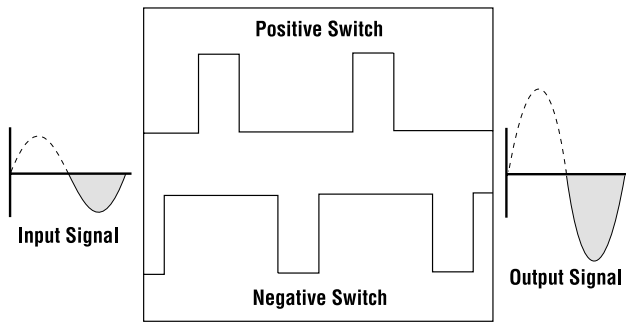 Positive Switch
Input Signal
Output Signal
Negative Switch